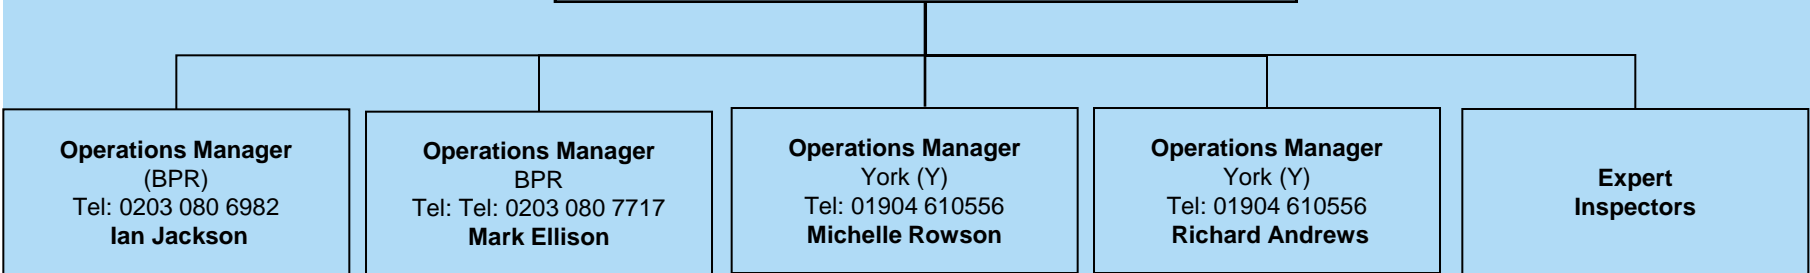 Operations Manager
(BPR)
Tel: 0203 080 6982
Ian Jackson
Operations Manager
BPR
Tel: Tel: 0203 080 7717
Mark Ellison
Operations Manager
York (Y)
Tel: 01904 610556
Michelle Rowson
Operations Manager
York (Y)
Tel: 01904 610556
Richard Andrews
Expert
Inspectors